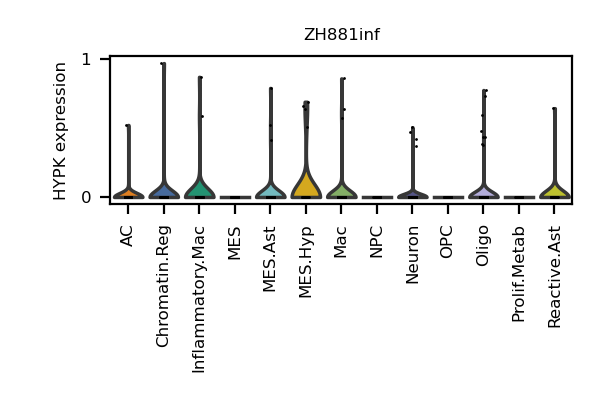 ZH881inf
HYPK expression
1
0
AC
Chromatin.Reg
Inflammatory.Mac
MES
MES.Ast
MES.Hyp
Mac
NPC
Neuron
OPC
Oligo
Prolif.Metab
Reactive.Ast